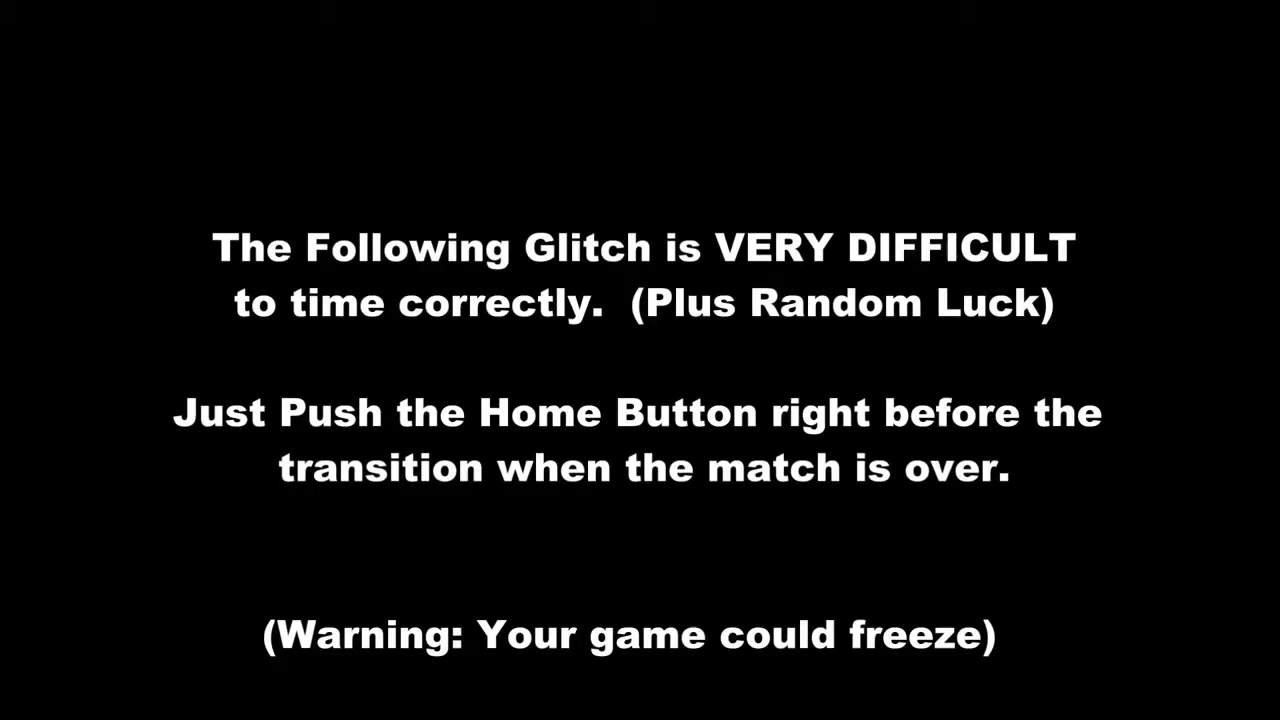 The Following Glitch is VERY DIFFICULT
to time correctly.  (Plus Random Luck)
Just Push the Home Button right before the
transition when the match is over.
(Warning: Your game could freeze)